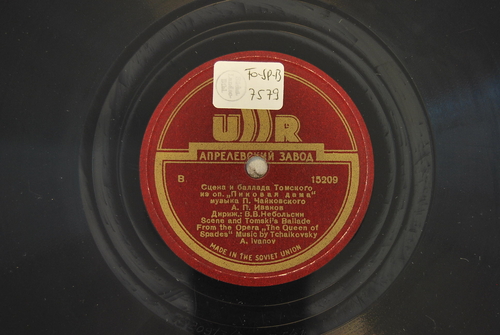 To-JP-B
7579
USSR
АПРЕЛЕВСКИЙ ЗАВОД
В 15209
Сцена и баллада Томского
из оп. „Пиковая дама"
музыка П. Чайковского
А. П. Иванов
Дириж.: В. В. Небольсин
Scene and Tomski's Ballade
From the Opera „The Queen of
Spades" Music by Tchaikovsky
A. Ivanov
MADE IN THE SOVIET UNION